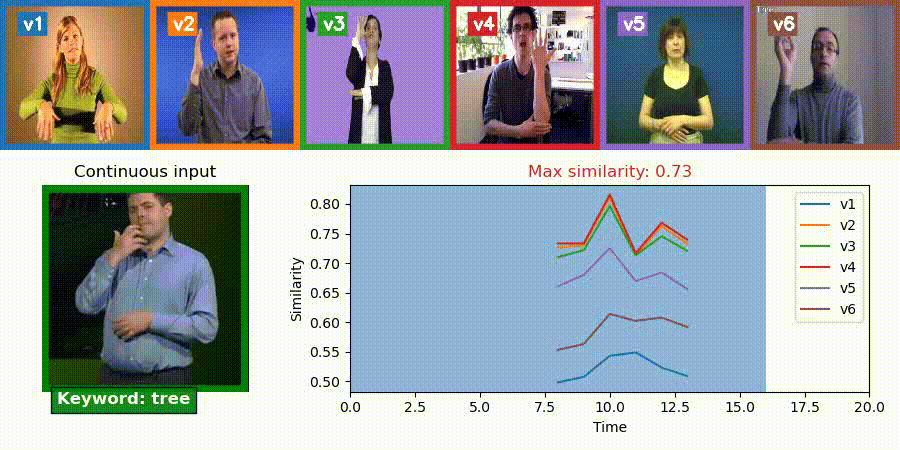 v1
v2
v3
v4
v5
v6
Continuous input
Keyword: tree
Max similarity: 0.73
Similarity
0.80
0.75
0.70
0.65
0.60
0.55
0.50
0.0 2.5 5.0 7.5 10.0 12.5 15.0 17.5 20.0
Time
v1
v2
v3
v4
v5
v6